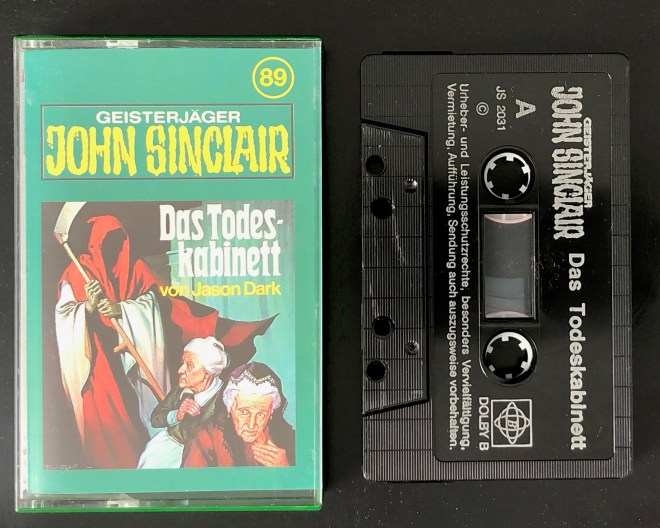 89
GEISTERJÄGER
JOHN SINCLAIR
Das Todes-
kabinett
von Jason Dark
GEISTERJÄGER
JOHN SINCLAIR
Das Todeskabinett
A
JS 2031
©
Urheber- und Leistungsschutzrechte, besonders Vervielfältigung,
Vermietung, Aufführung, Sendung auch auszugsweise vorbehalten.
B
DOLBY B